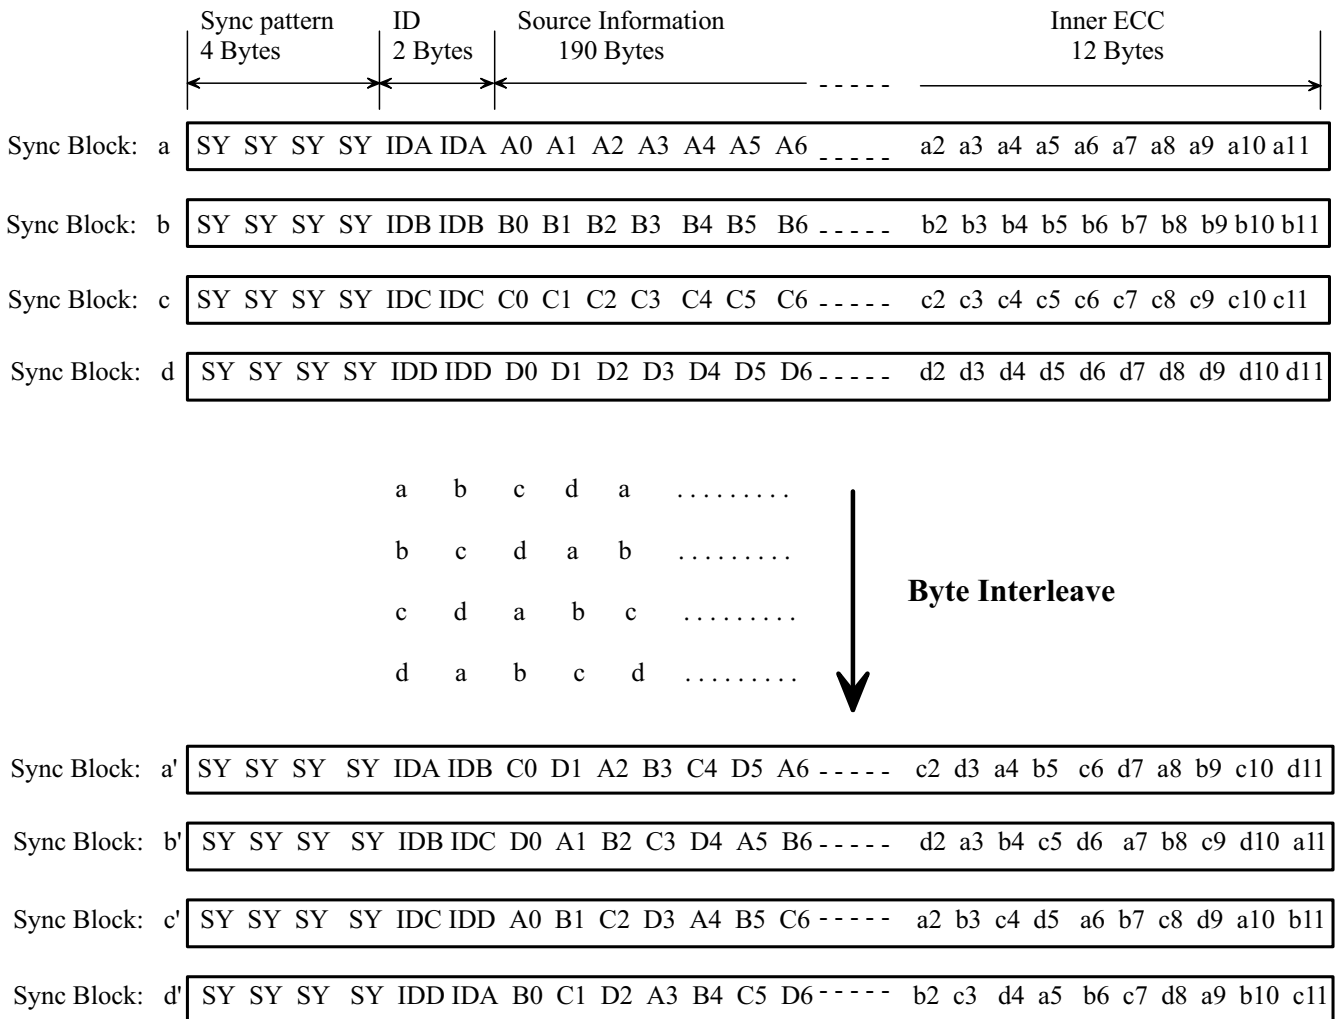 Sync pattern ID Source Information Inner ECC
4 Bytes 2 Bytes 190 Bytes 12 Bytes
- - - - -
Sync Block: a SY SY SY SY IDA IDA A0 A1 A2 A3 A4 A5 A6 - - - - - a2 a3 a4 a5 a6 a7 a8 a9 a10 a11
Sync Block: b SY SY SY SY IDB IDB B0 B1 B2 B3 B4 B5 B6 - - - - - b2 b3 b4 b5 b6 b7 b8 b9 b10 b11
Sync Block: c SY SY SY SY IDC IDC C0 C1 C2 C3 C4 C5 C6 - - - - - c2 c3 c4 c5 c6 c7 c8 c9 c10 c11
Sync Block: d SY SY SY SY IDD IDD D0 D1 D2 D3 D4 D5 D6 - - - - - d2 d3 d4 d5 d6 d7 d8 d9 d10 d11
a b c d a . . . . . . . . .
b c d a b . . . . . . . . .
Byte Interleave
c d a b c . . . . . . . . .
d a b c d . . . . . . . . .
Sync Block: a' SY SY SY SY IDA IDB C0 D1 A2 B3 C4 D5 A6 - - - - - c2 d3 a4 b5 c6 d7 a8 b9 c10 d11
Sync Block: b' SY SY SY SY IDB IDC D0 A1 B2 C3 D4 A5 B6 - - - - - d2 a3 b4 c5 d6 a7 b8 c9 d10 a11
Sync Block: c' SY SY SY SY IDC IDD A0 B1 C2 D3 A4 B5 C6 - - - - - a2 b3 c4 d5 a6 b7 c8 d9 a10 b11
Sync Block: d' SY SY SY SY IDD IDA B0 C1 D2 A3 B4 C5 D6 - - - - - b2 c3 d4 a5 b6 c7 d8 a9 b10 c11